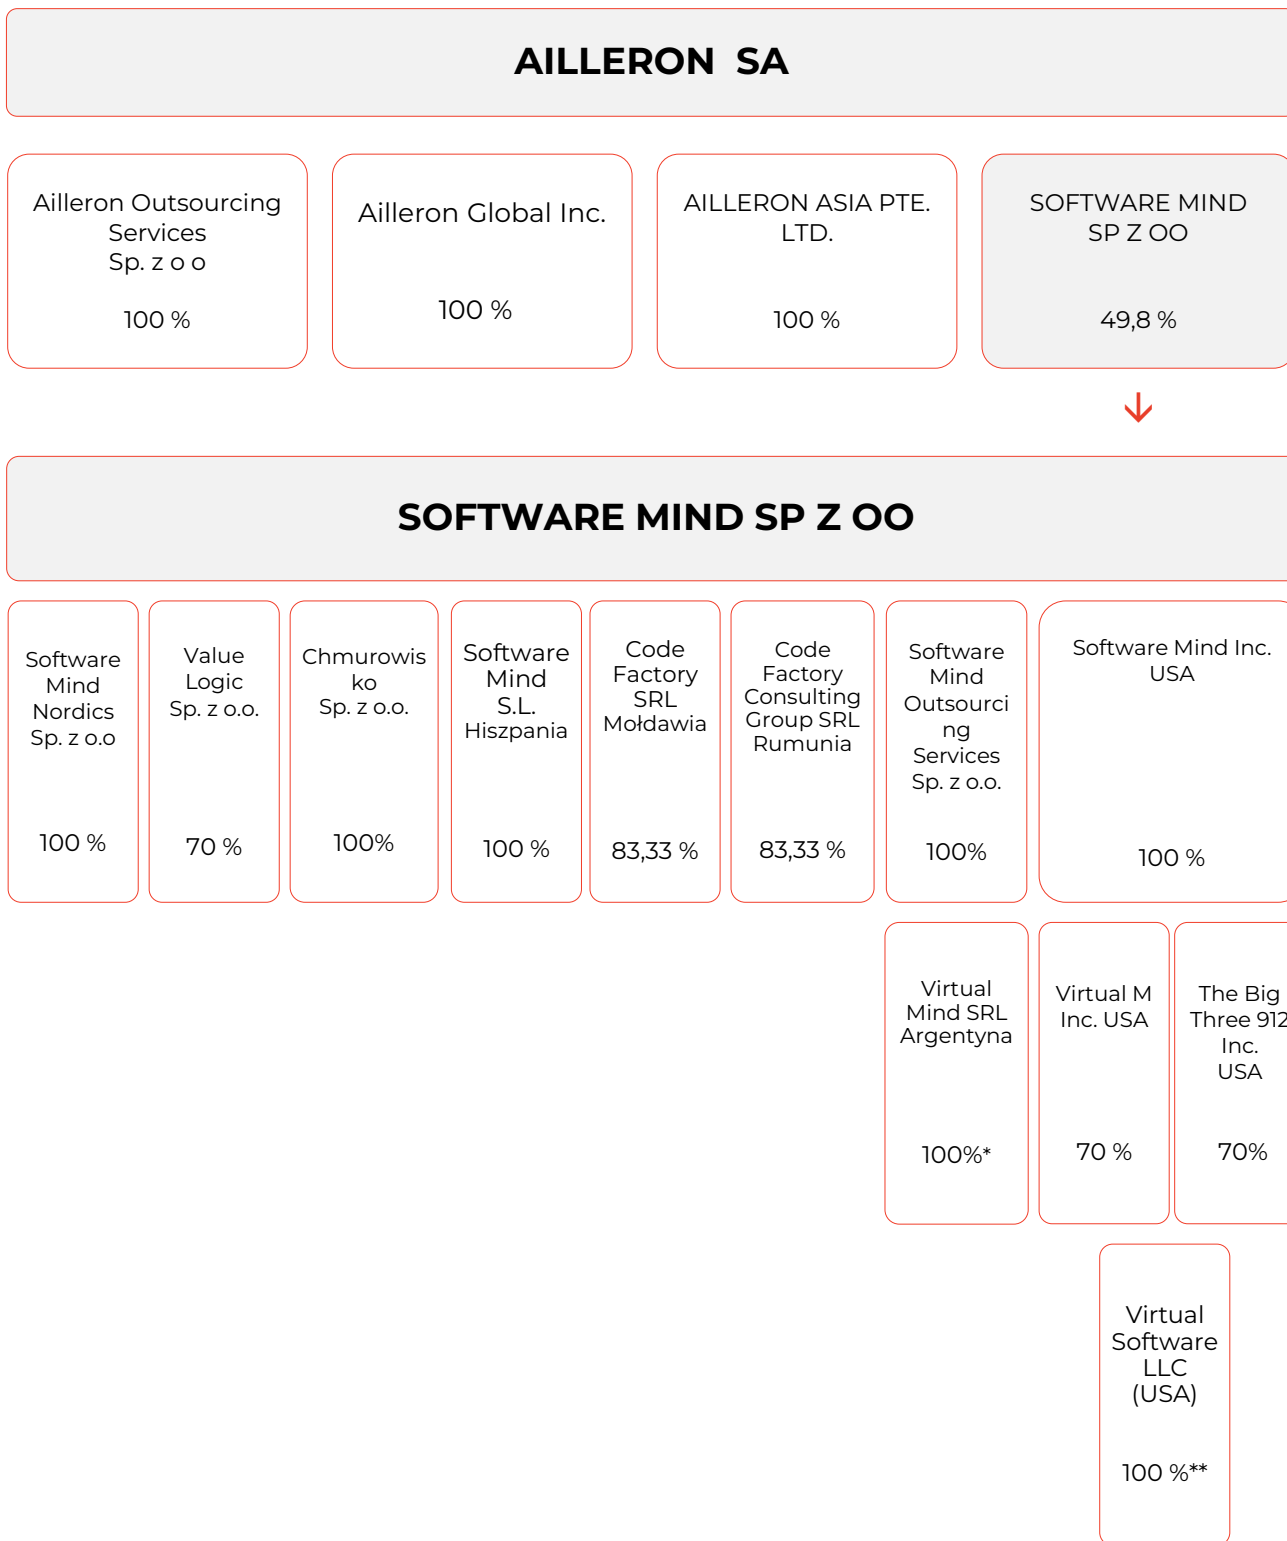 AILLERON SA
Ailleron Outsourcing
Services
Sp. z o o
100 %
Ailleron Global Inc.
100 %
AILLERON ASIA PTE.
LTD.
100 %
SOFTWARE MIND
SP Z OO
49,8 %
SOFTWARE MIND SP Z OO
Software
Mind
Nordics
Sp. z o.o
100 %
Value
Logic
Sp. z o.o.
70 %
Chmurowis
ko
Sp. z o.o.
100%
Software
Mind
S.L.
Hiszpania
100 %
Code
Factory
SRL
Mołdawia
83,33 %
Code
Factory
Consulting
Group SRL
Rumunia
83,33 %
Software
Mind
Outsourci
ng
Services
Sp. z o.o.
100%
Software Mind Inc.
USA
100 %
Virtual
Mind SRL
Argentyna
100%*
Virtual M
Inc. USA
70 %
The Big
Three 912
Inc.
USA
70%
Virtual
Software
LLC
(USA)
100 %**